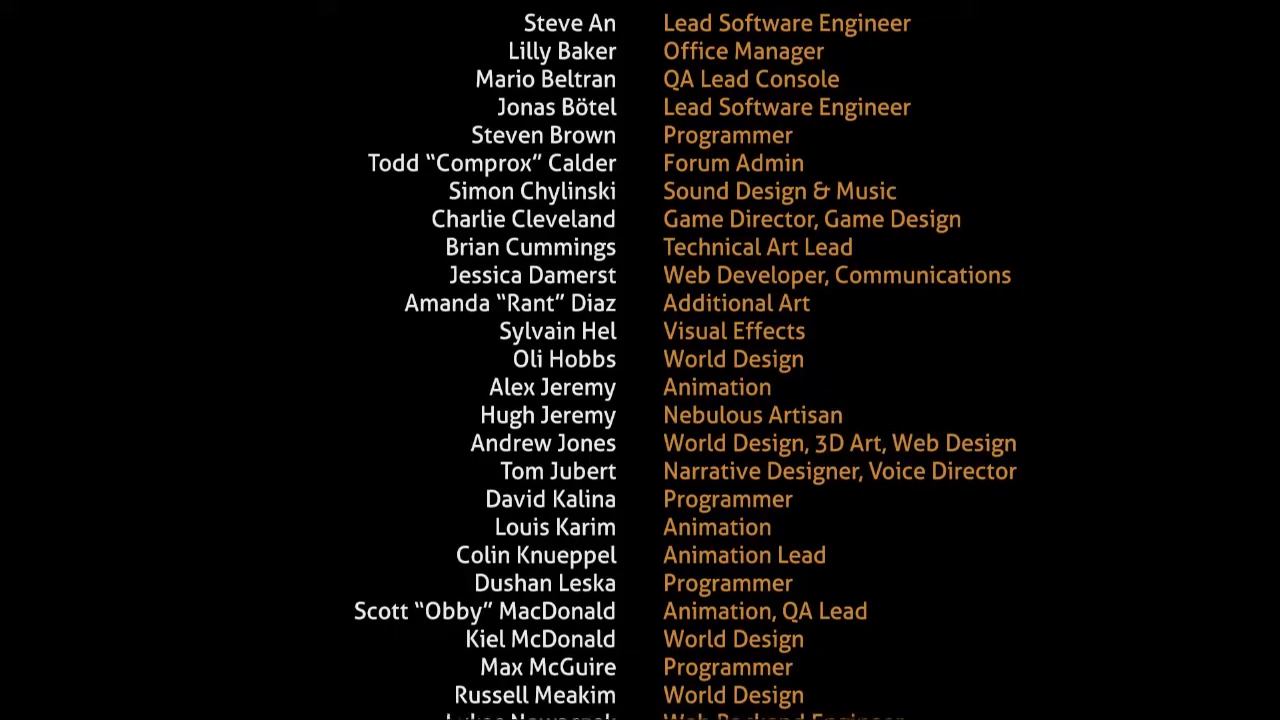 Steve An Lead Software Engineer
Lilly Baker Office Manager
Mario Beltran QA Lead Console
Jonas Bötel Lead Software Engineer
Steven Brown Programmer
Todd “Comprox” Calder Forum Admin
Simon Chylinski Sound Design & Music
Charlie Cleveland Game Director, Game Design
Brian Cummings Technical Art Lead
Jessica Damerst Web Developer, Communications
Amanda “Rant” Diaz Additional Art
Sylvain Hel Visual Effects
Oli Hobbs World Design
Alex Jeremy Animation
Hugh Jeremy Nebulous Artisan
Andrew Jones World Design, 3D Art, Web Design
Tom Jubert Narrative Designer, Voice Director
David Kalina Programmer
Louis Karim Animation
Colin Knueppel Animation Lead
Dushan Leska Programmer
Scott “Obby” MacDonald Animation, QA Lead
Kiel McDonald World Design
Max McGuire Programmer
Russell Meakim World Design